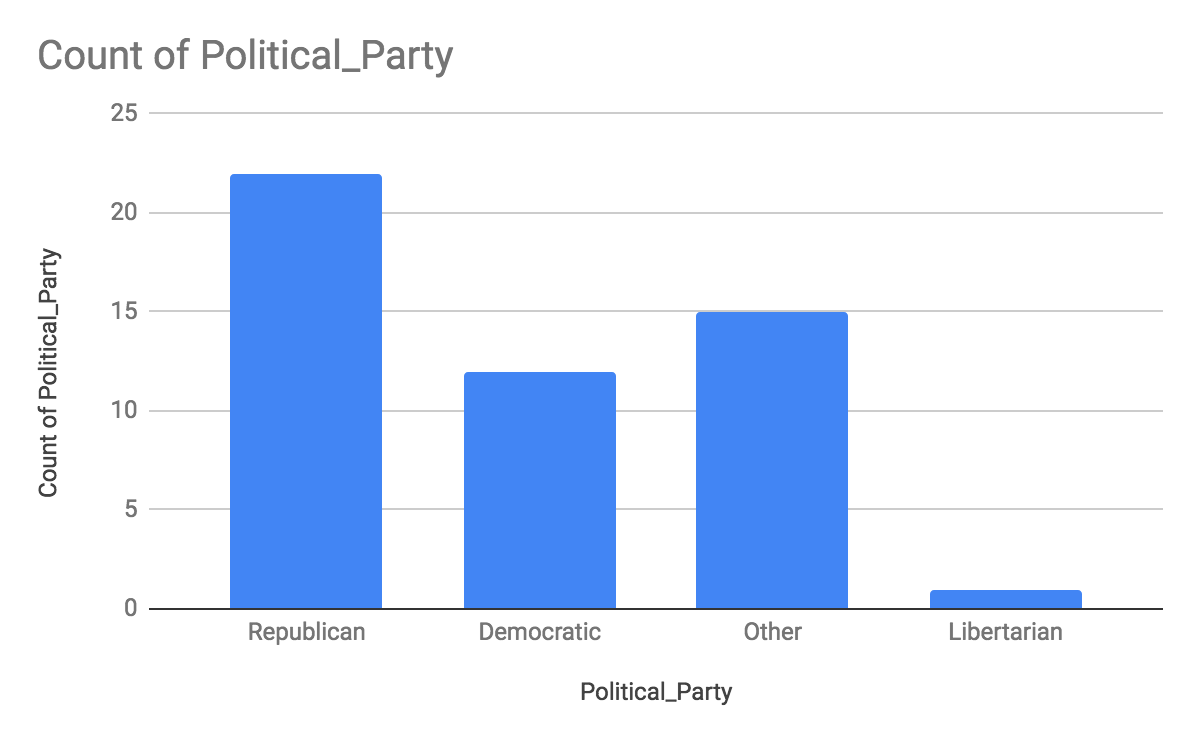 Count of Political_Party
Count of Political_Party
25
20
15
10
5
0
Republican Democratic Other Libertarian
Political_Party